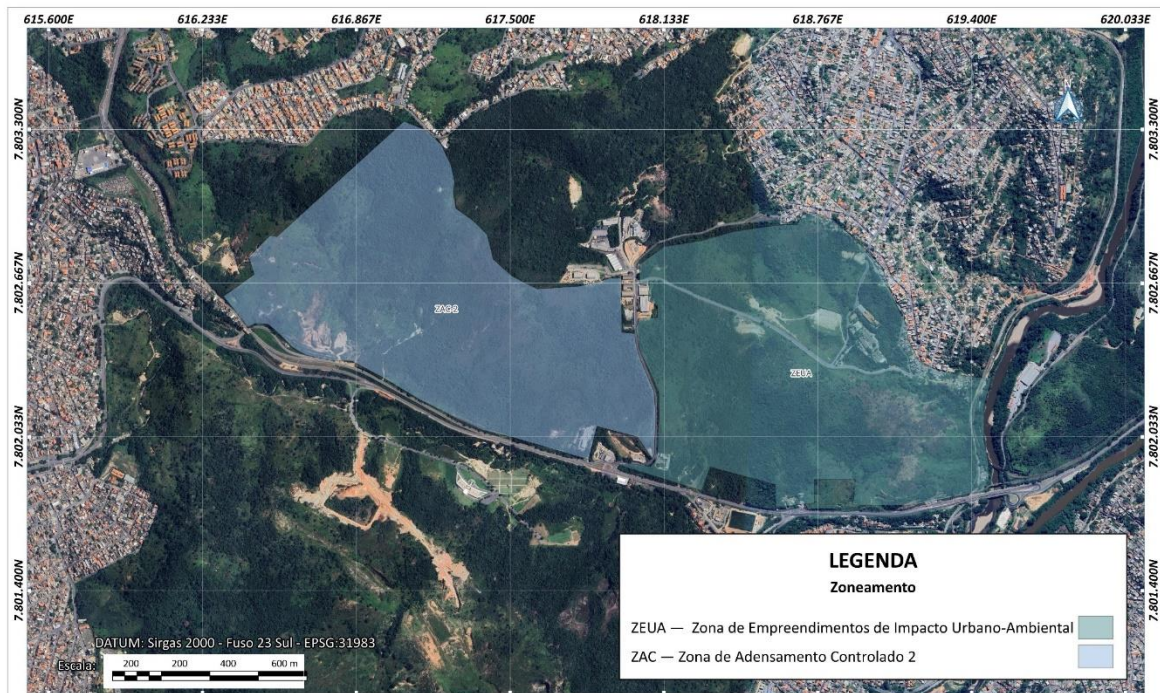 615.600E 616.233E 616.867E 617.500E 618.133E 618.767E 619.400E 620.033E
N
7.803.300N 7.803.300N
7.802.667N 7.802.667N
ZAC-2
ZEUA
7.802.033N 7.802.033N
7.801.400N 7.801.400N
LEGENDA
Zoneamento
ZEUA — Zona de Empreendimentos de Impacto Urbano-Ambiental
ZAC — Zona de Adensamento Controlado 2
DATUM: Sirgas 2000 - Fuso 23 Sul - EPSG:31983
Escala: 200 0 200 400 600 m